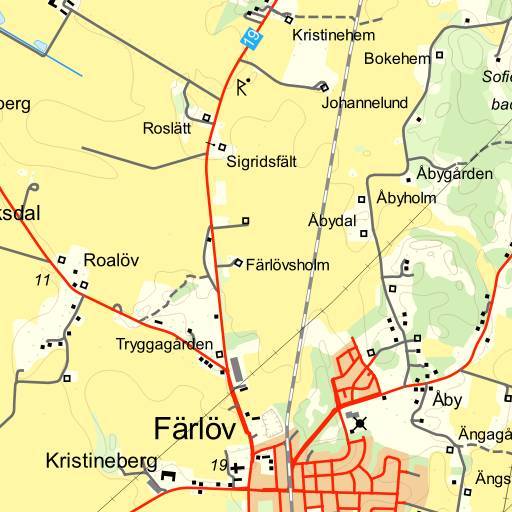 Kristinehem
19
Bokehem
Sofie
Johannelund
bac
berg
R
Roslätt
Sigridsfält
Åbygården
Åbyholm
ksdal
Åbydal
Roalöv
Färlövsholm
11
Tryggagården
Åby
Färlöv
Ängagå
Kristineberg
19
Ängs